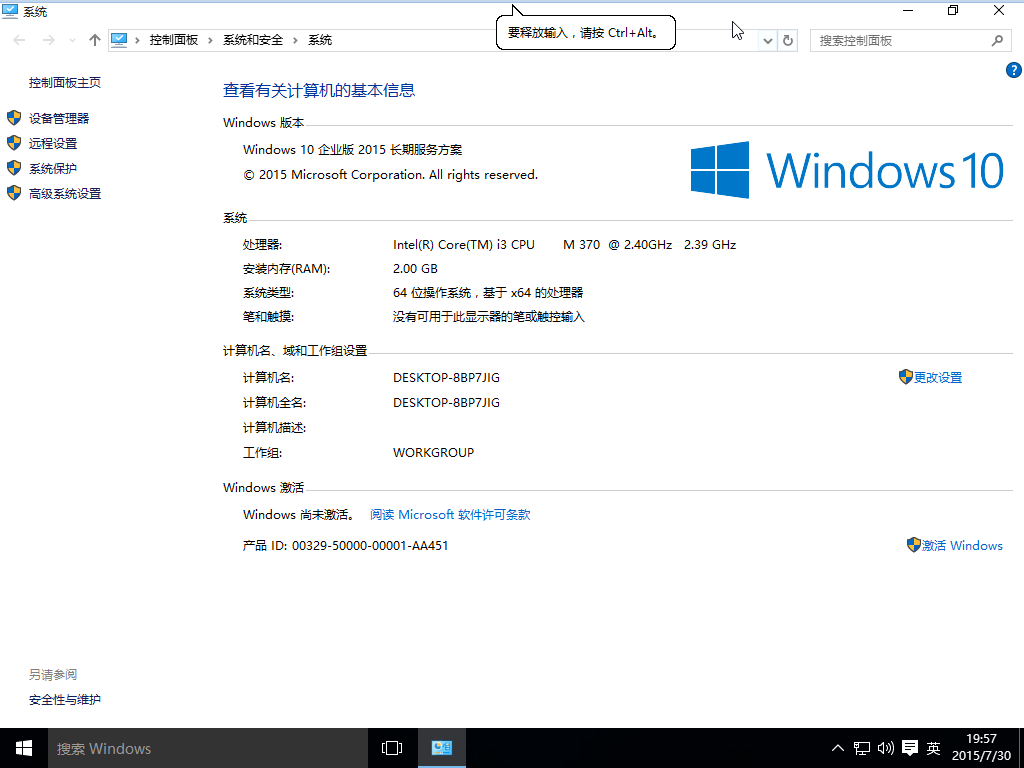 系统
要释放输入，请按 Ctrl+Alt。
控制面板 › 系统和安全 › 系统
搜索控制面板
控制面板主页
设备管理器
远程设置
系统保护
高级系统设置
查看有关计算机的基本信息
Windows 版本
Windows 10 企业版 2015 长期服务方案
© 2015 Microsoft Corporation. All rights reserved.
Windows 10
系统
处理器: Intel(R) Core(TM) i3 CPU M 370 @ 2.40GHz 2.39 GHz
安装内存(RAM): 2.00 GB
系统类型: 64 位操作系统，基于 x64 的处理器
笔和触摸: 没有可用于此显示器的笔或触控输入
计算机名、域和工作组设置
计算机名: DESKTOP-8BP7JIG 更改设置
计算机全名: DESKTOP-8BP7JIG
计算机描述:
工作组: WORKGROUP
Windows 激活
Windows 尚未激活。 阅读 Microsoft 软件许可条款
产品 ID: 00329-50000-00001-AA451 激活 Windows
另请参阅
安全性与维护
搜索 Windows
英
19:57
2015/7/30